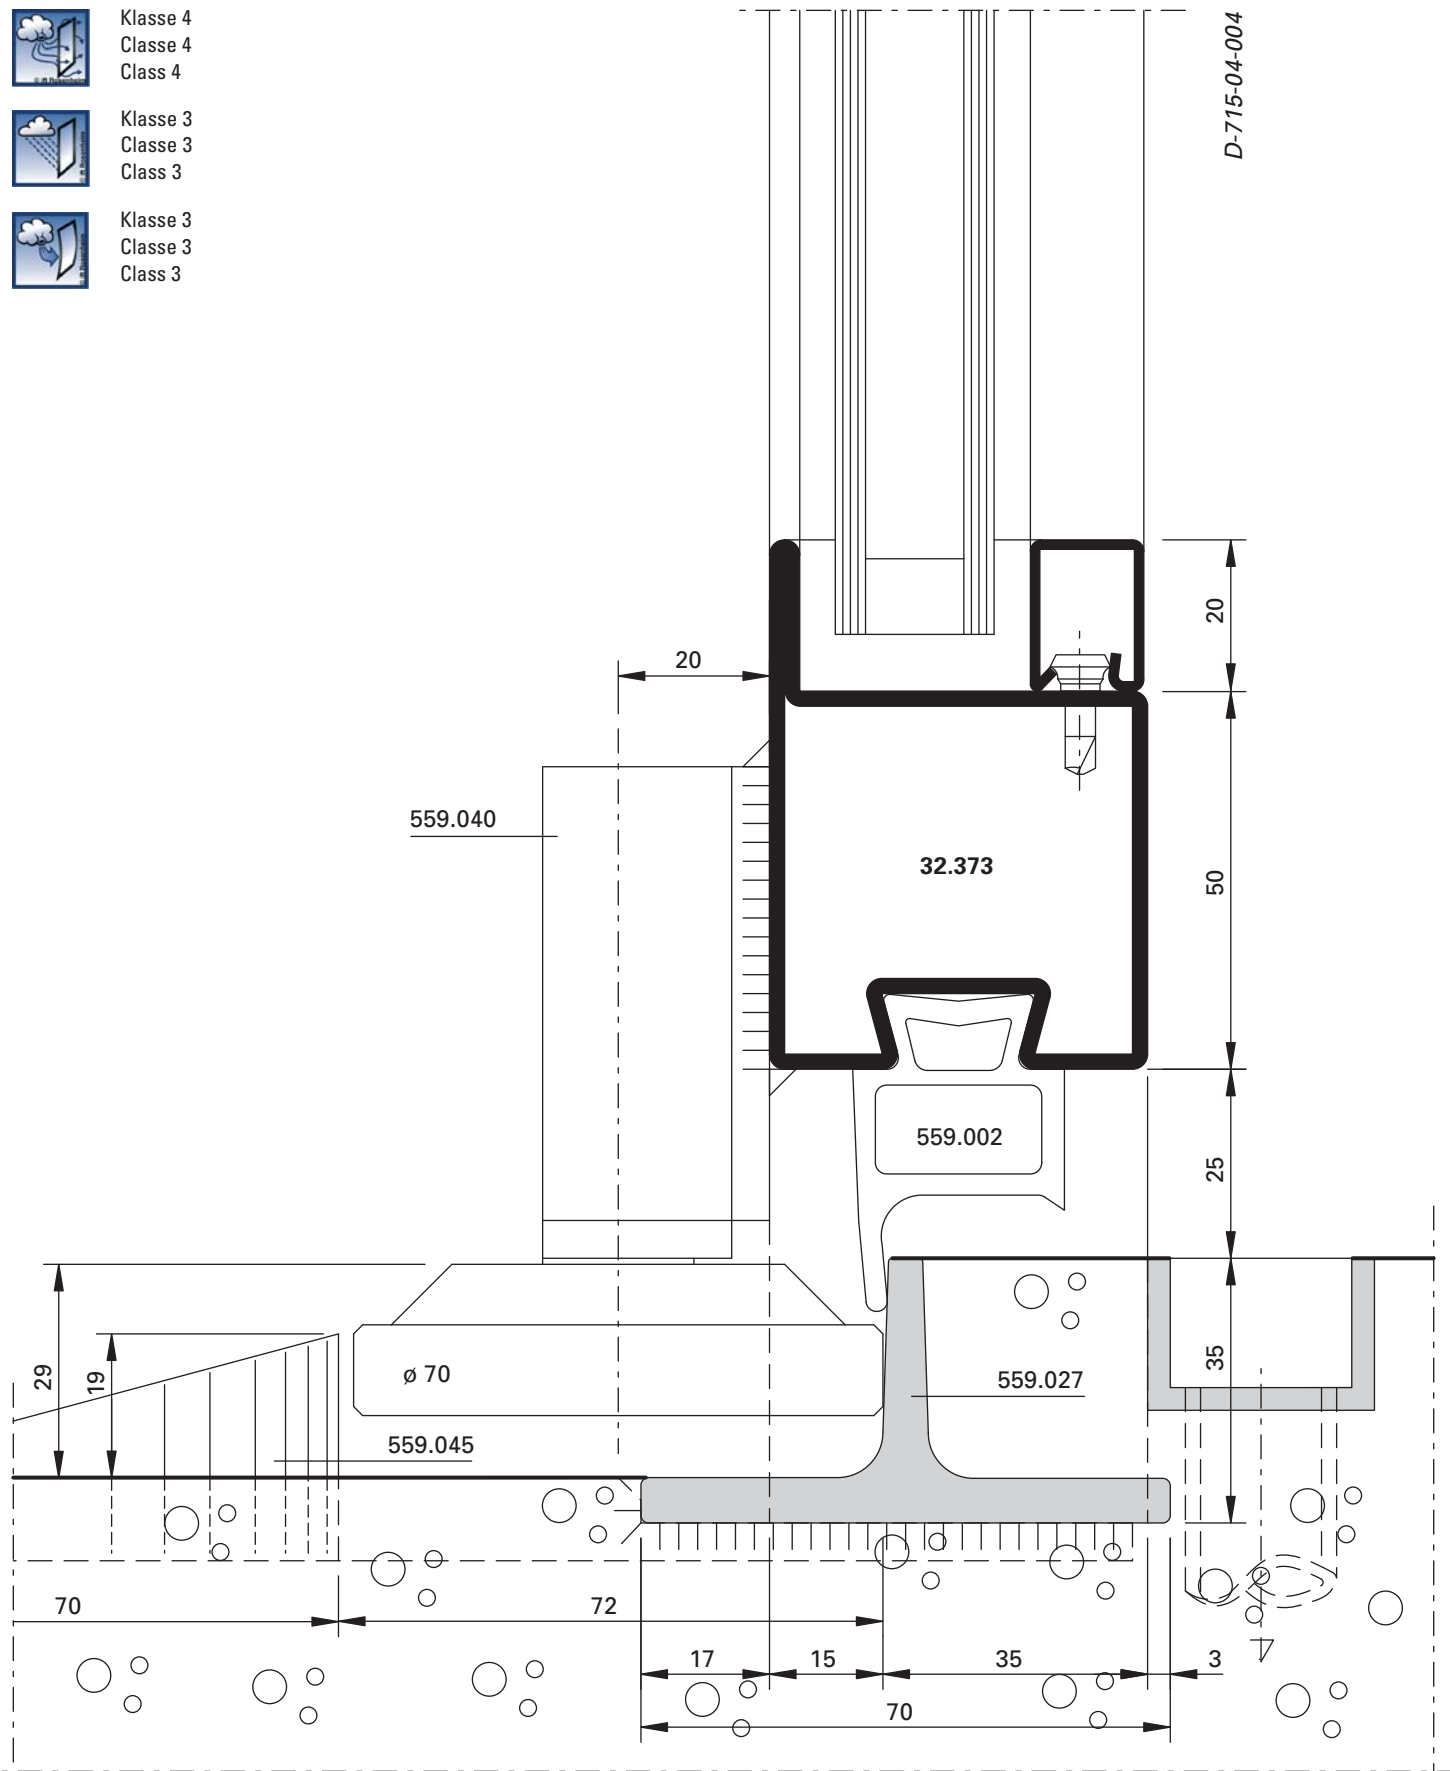 Klasse 4
Classe 4
Class 4
Klasse 3
Classe 3
Class 3
Klasse 3
Classe 3
Class 3
D-715-04-004
20
20
559.040
32.373
50
559.002
25
29
19
ø 70
559.027
35
559.045
70
72
17
15
35
3
70